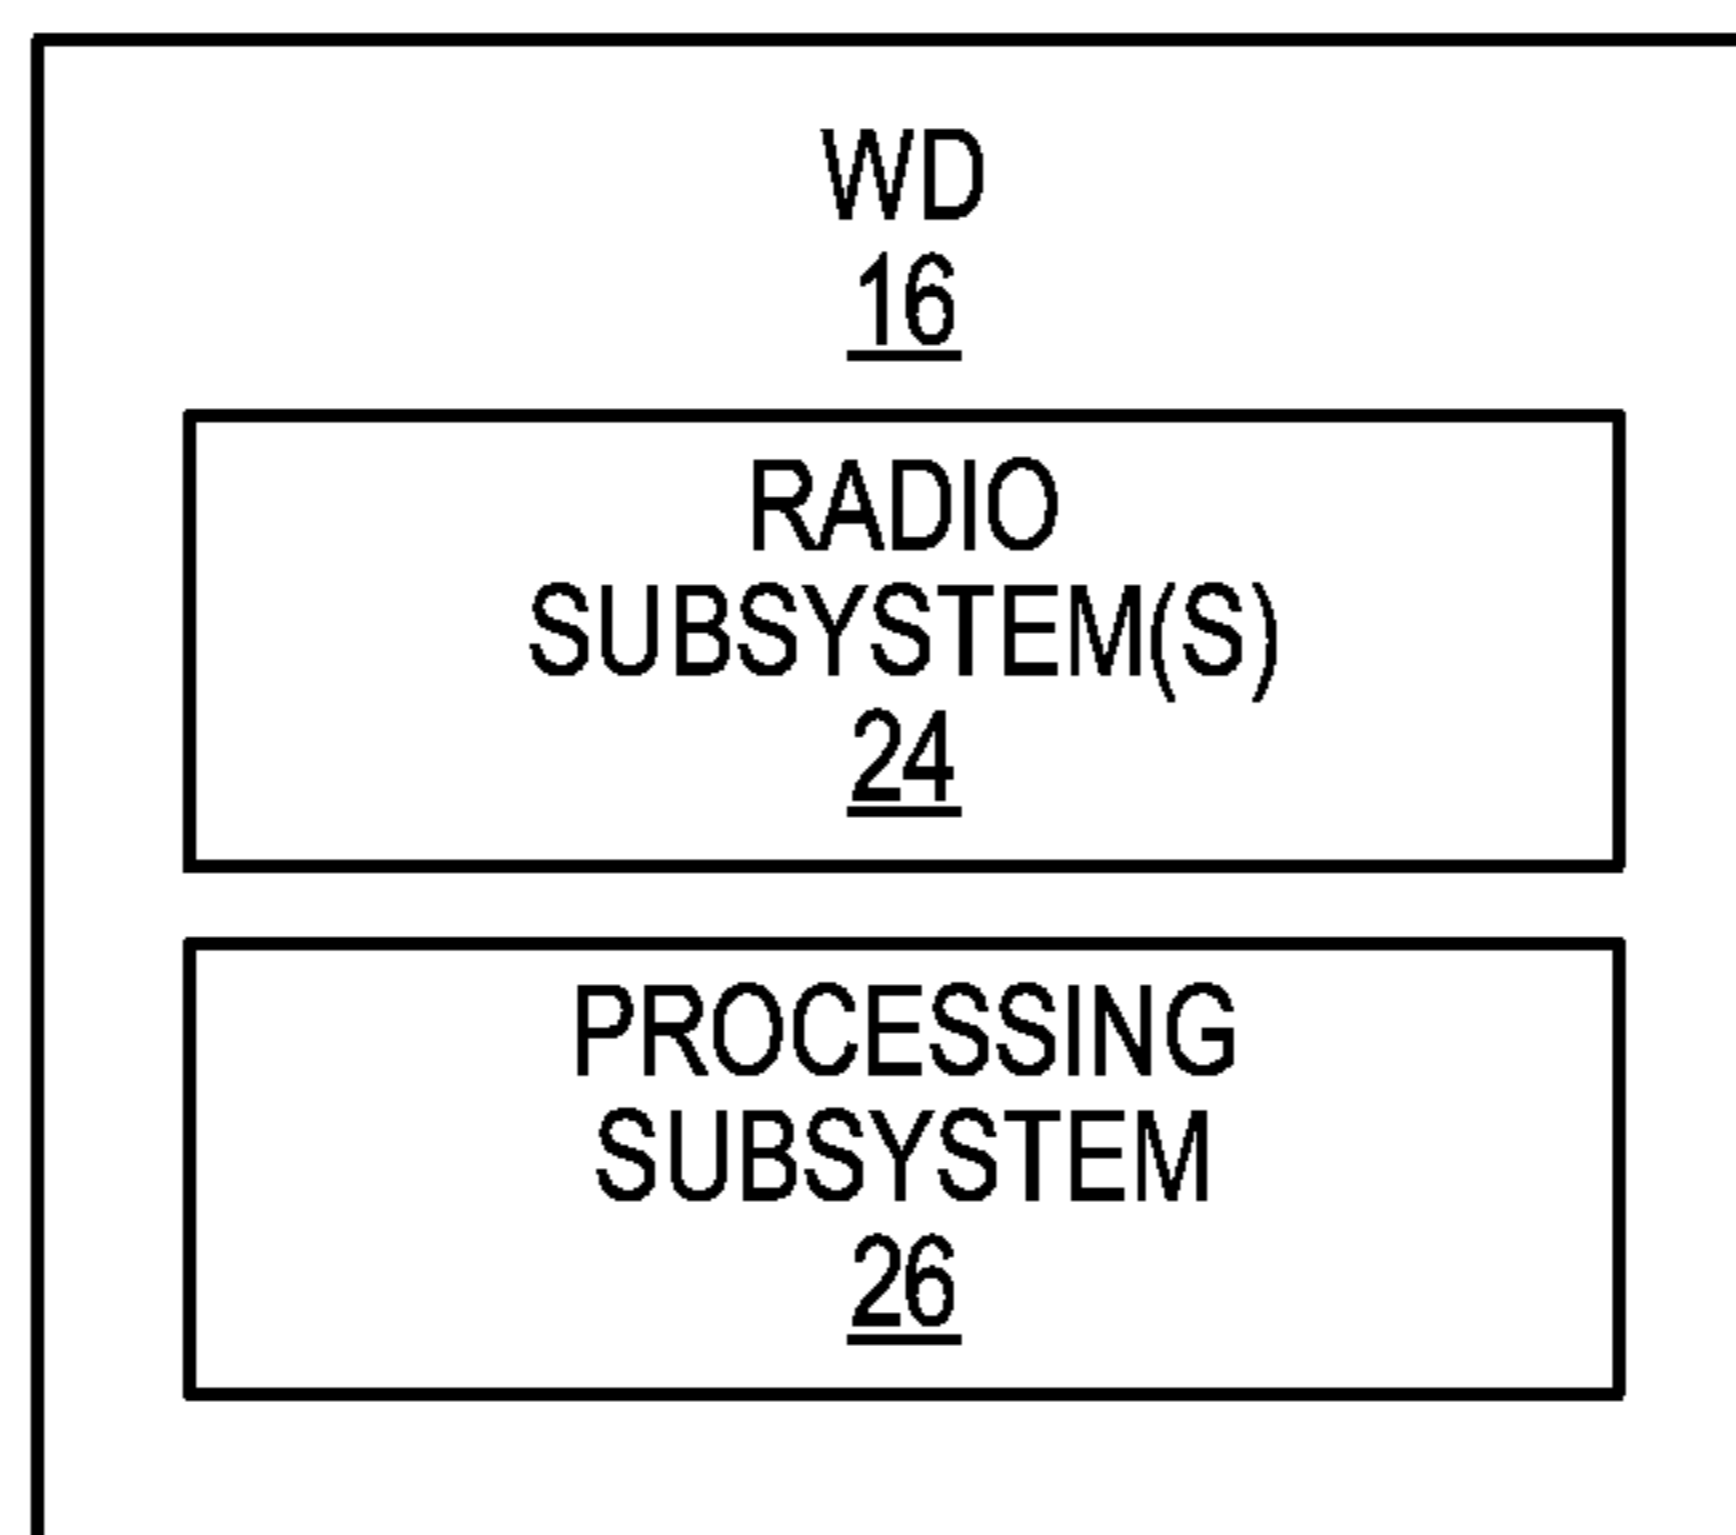 WD
16
RADIO
SUBSYSTEM(S)
24
PROCESSING
SUBSYSTEM
26